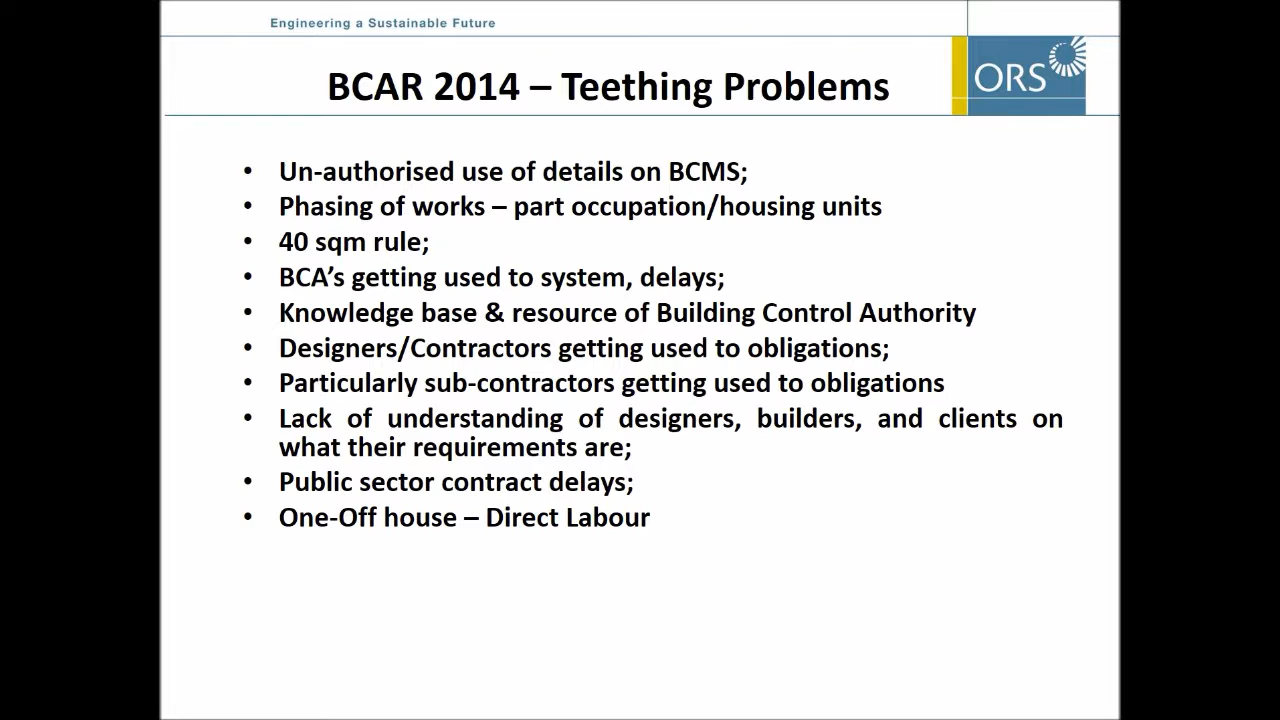 Engineering a Sustainable Future
BCAR 2014 – Teething Problems
ORS
• Un-authorised use of details on BCMS;
• Phasing of works – part occupation/housing units
• 40 sqm rule;
• BCA’s getting used to system, delays;
• Knowledge base & resource of Building Control Authority
• Designers/Contractors getting used to obligations;
• Particularly sub-contractors getting used to obligations
• Lack of understanding of designers, builders, and clients on
what their requirements are;
• Public sector contract delays;
• One-Off house – Direct Labour